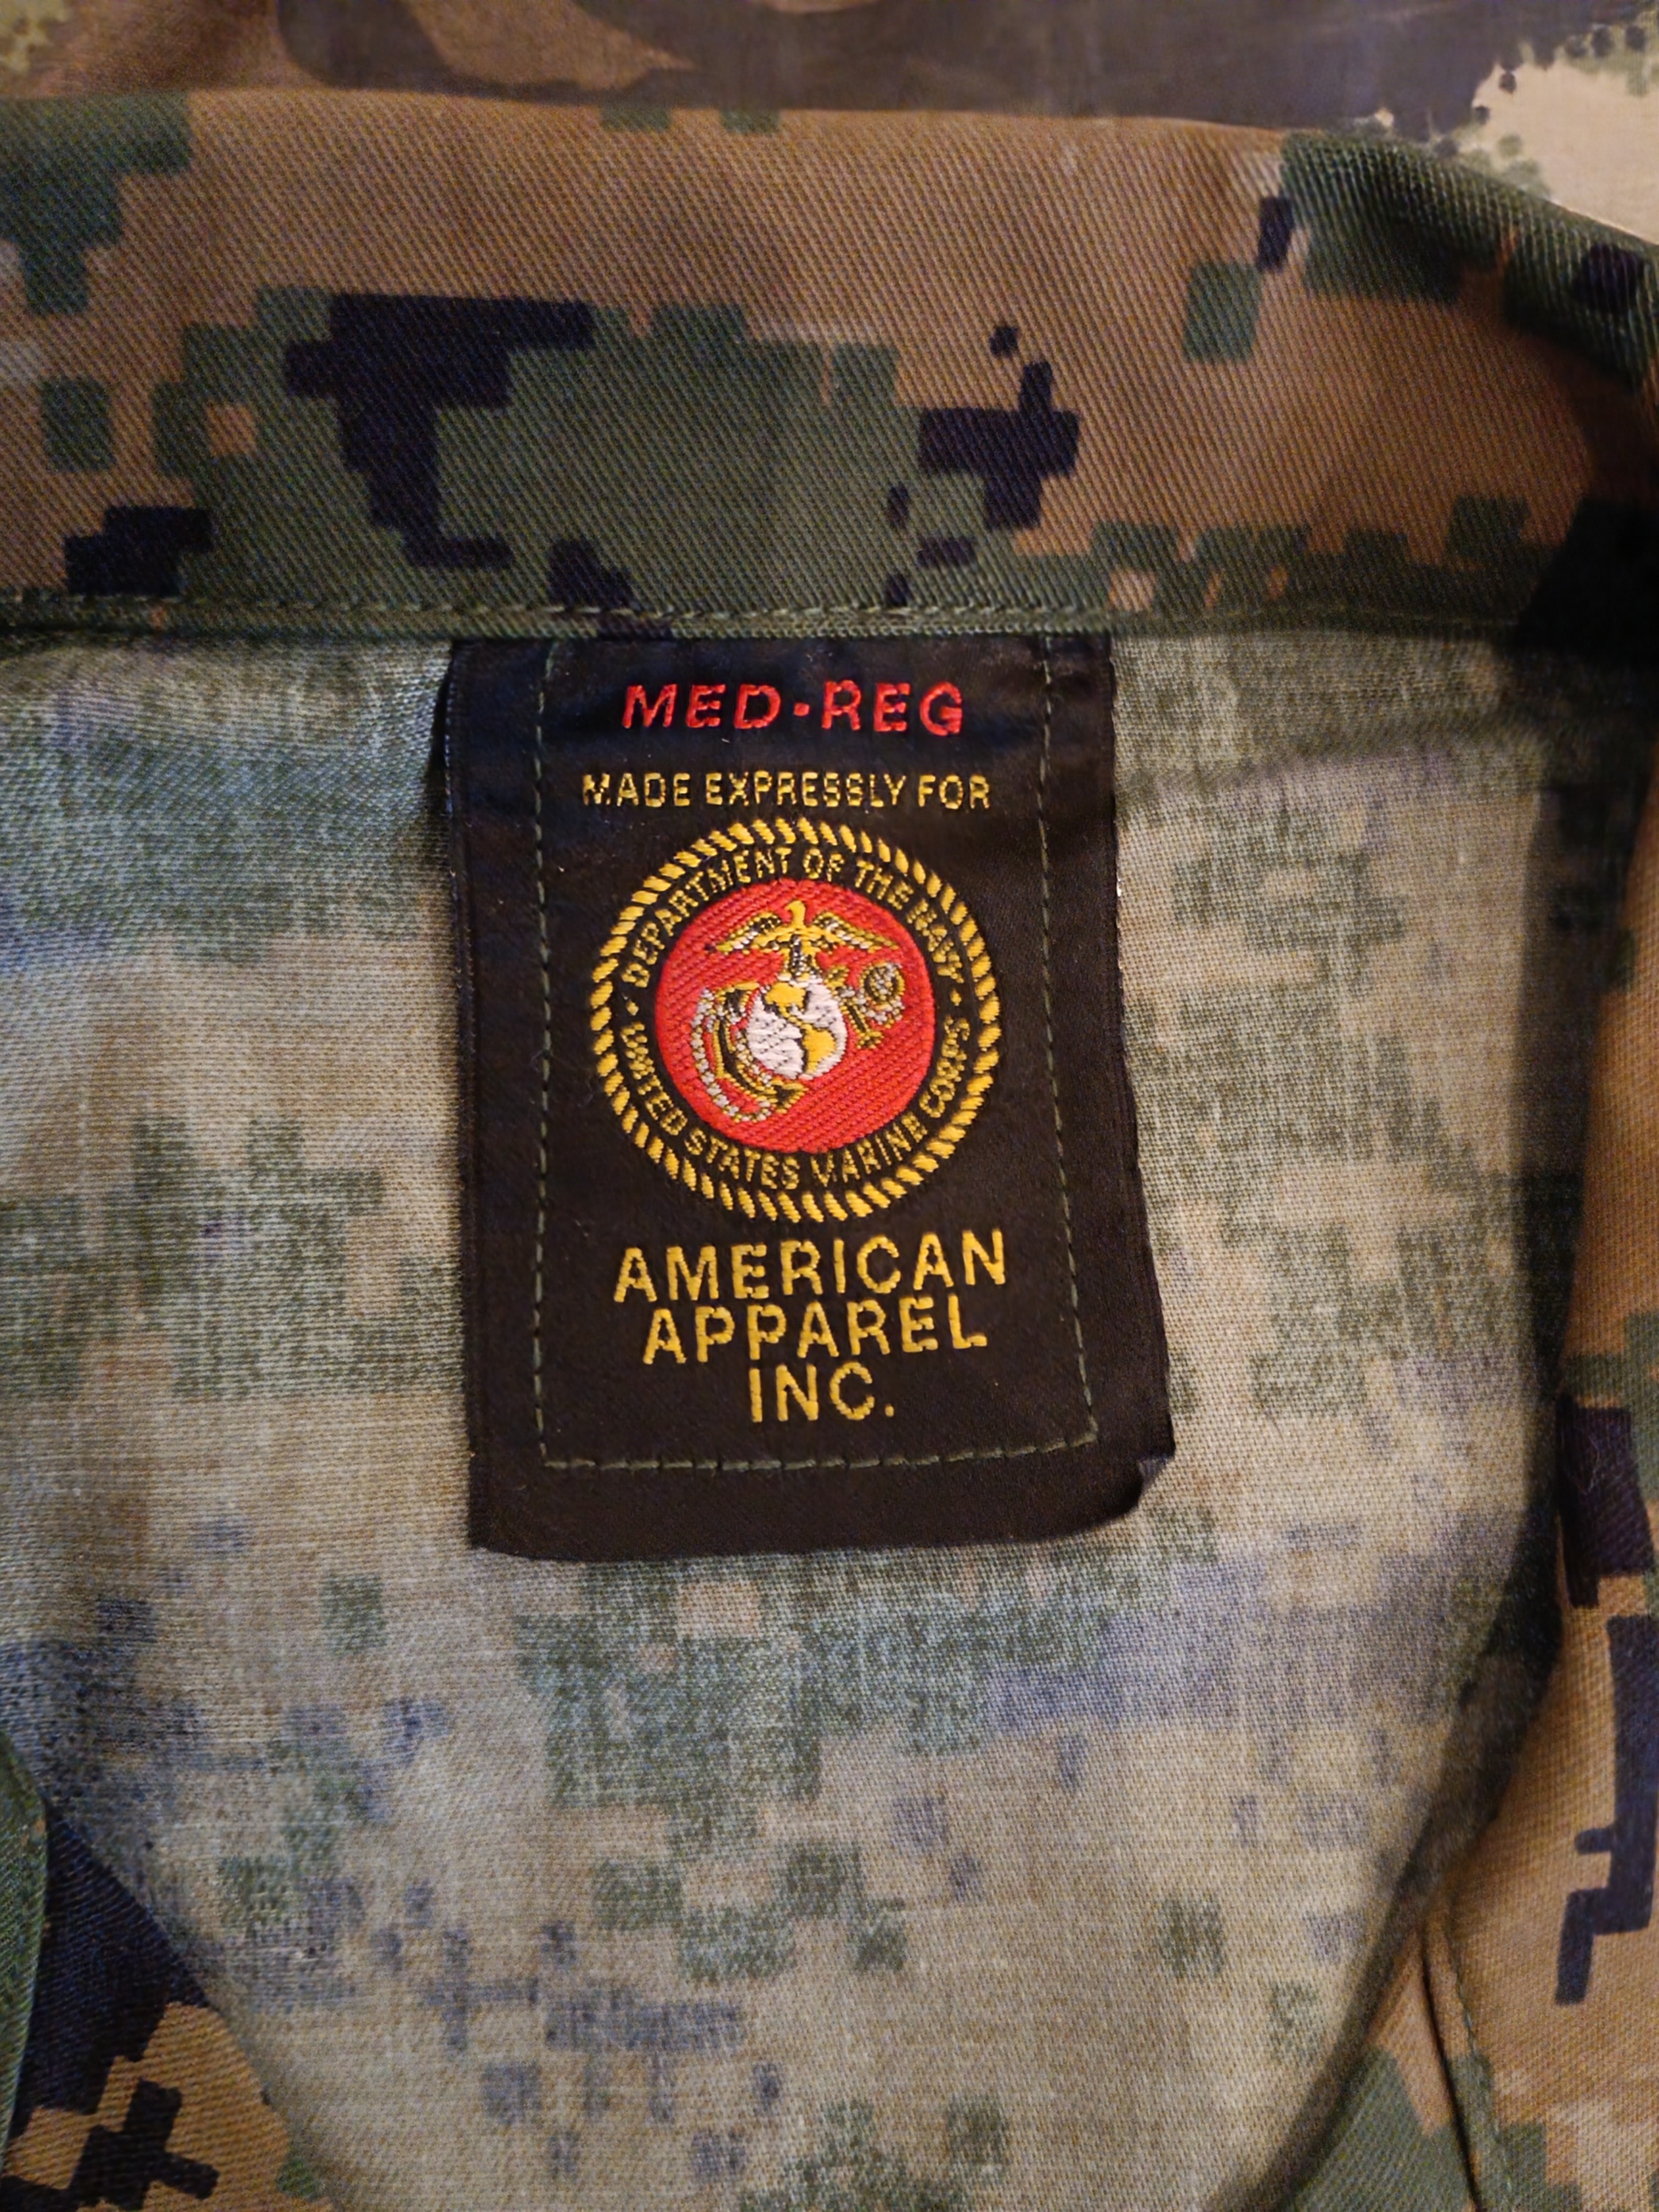 MED-REG
MADE EXPRESSLY FOR
DEPARTMENT OF THE NAVY
UNITED STATES MARINE CORPS
AMERICAN
APPAREL
INC.